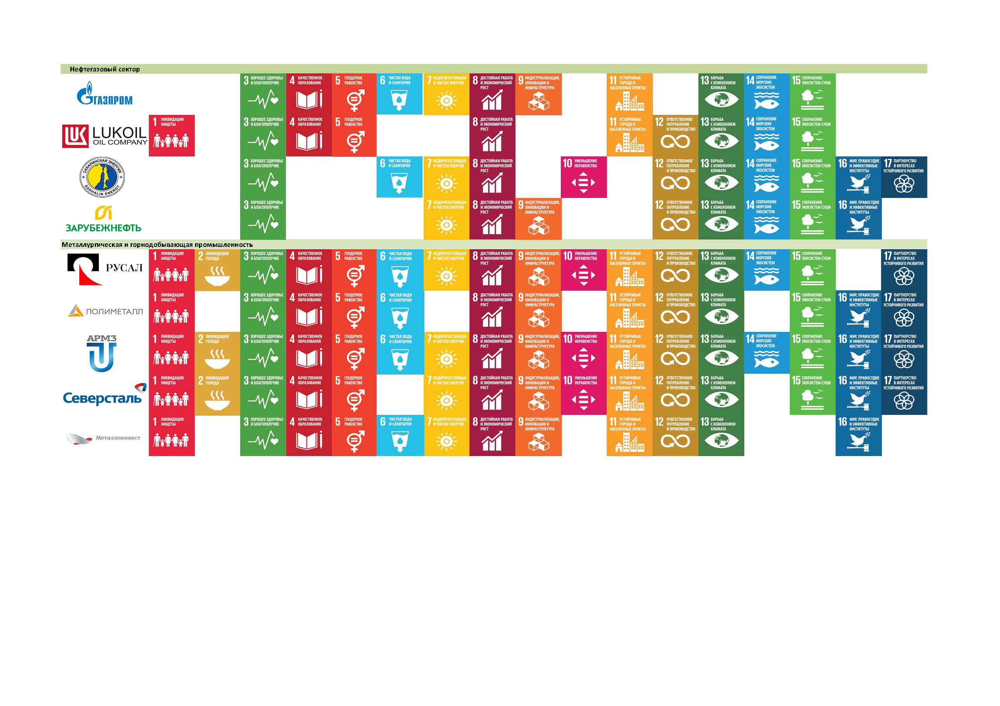 Нефтегазовый сектор
ГАЗПРОМ
3 ХОРОШЕЕ ЗДОРОВЬЕ
И БЛАГОПОЛУЧИЕ
4 КАЧЕСТВЕННОЕ
ОБРАЗОВАНИЕ
5 ГЕНДЕРНОЕ
РАВЕНСТВО
6 ЧИСТАЯ ВОДА
И САНИТАРИЯ
7 НЕДОРОГОСТОЯЩАЯ
И ЧИСТАЯ ЭНЕРГИЯ
8 ДОСТОЙНАЯ РАБОТА
И ЭКОНОМИЧЕСКИЙ
РОСТ
9 ИНДУСТРИАЛИЗАЦИЯ,
ИННОВАЦИИ И
ИНФРАСТРУКТУРА
11 УСТОЙЧИВЫЕ
ГОРОДА И
НАСЕЛЕННЫЕ ПУНКТЫ
13 БОРЬБА
С ИЗМЕНЕНИЕМ
КЛИМАТА
14 СОХРАНЕНИЕ
МОРСКИХ
ЭКОСИСТЕМ
15 СОХРАНЕНИЕ
ЭКОСИСТЕМ СУШИ
LUK LUKOIL
OIL COMPANY
1 ЛИКВИДАЦИЯ
НИЩЕТЫ
3 ХОРОШЕЕ ЗДОРОВЬЕ
И БЛАГОПОЛУЧИЕ
4 КАЧЕСТВЕННОЕ
ОБРАЗОВАНИЕ
5 ГЕНДЕРНОЕ
РАВЕНСТВО
8 ДОСТОЙНАЯ РАБОТА
И ЭКОНОМИЧЕСКИЙ
РОСТ
11 УСТОЙЧИВЫЕ
ГОРОДА И
НАСЕЛЕННЫЕ ПУНКТЫ
12 ОТВЕТСТВЕННОЕ
ПОТРЕБЛЕНИЕ
И ПРОИЗВОДСТВО
13 БОРЬБА
С ИЗМЕНЕНИЕМ
КЛИМАТА
14 СОХРАНЕНИЕ
МОРСКИХ
ЭКОСИСТЕМ
15 СОХРАНЕНИЕ
ЭКОСИСТЕМ СУШИ
САХАЛИНСКАЯ ЭНЕРГИЯ
SAKHALIN ENERGY
3 ХОРОШЕЕ ЗДОРОВЬЕ
И БЛАГОПОЛУЧИЕ
6 ЧИСТАЯ ВОДА
И САНИТАРИЯ
7 НЕДОРОГОСТОЯЩАЯ
И ЧИСТАЯ ЭНЕРГИЯ
8 ДОСТОЙНАЯ РАБОТА
И ЭКОНОМИЧЕСКИЙ
РОСТ
10 УМЕНЬШЕНИЕ
НЕРАВЕНСТВА
12 ОТВЕТСТВЕННОЕ
ПОТРЕБЛЕНИЕ
И ПРОИЗВОДСТВО
13 БОРЬБА
С ИЗМЕНЕНИЕМ
КЛИМАТА
14 СОХРАНЕНИЕ
МОРСКИХ
ЭКОСИСТЕМ
15 СОХРАНЕНИЕ
ЭКОСИСТЕМ СУШИ
16 МИР, ПРАВОСУДИЕ
И ЭФФЕКТИВНЫЕ
ИНСТИТУТЫ
17 ПАРТНЕРСТВО
В ИНТЕРЕСАХ
УСТОЙЧИВОГО РАЗВИТИЯ
ЗАРУБЕЖНЕФТЬ
3 ХОРОШЕЕ ЗДОРОВЬЕ
И БЛАГОПОЛУЧИЕ
7 НЕДОРОГОСТОЯЩАЯ
И ЧИСТАЯ ЭНЕРГИЯ
8 ДОСТОЙНАЯ РАБОТА
И ЭКОНОМИЧЕСКИЙ
РОСТ
9 ИНДУСТРИАЛИЗАЦИЯ,
ИННОВАЦИИ И
ИНФРАСТРУКТУРА
12 ОТВЕТСТВЕННОЕ
ПОТРЕБЛЕНИЕ
И ПРОИЗВОДСТВО
13 БОРЬБА
С ИЗМЕНЕНИЕМ
КЛИМАТА
14 СОХРАНЕНИЕ
МОРСКИХ
ЭКОСИСТЕМ
15 СОХРАНЕНИЕ
ЭКОСИСТЕМ СУШИ
16 МИР, ПРАВОСУДИЕ
И ЭФФЕКТИВНЫЕ
ИНСТИТУТЫ
Металлургическая и горнодобывающая промышленность
РУСАЛ
1 ЛИКВИДАЦИЯ
НИЩЕТЫ
2 ЛИКВИДАЦИЯ
ГОЛОДА
3 ХОРОШЕЕ ЗДОРОВЬЕ
И БЛАГОПОЛУЧИЕ
4 КАЧЕСТВЕННОЕ
ОБРАЗОВАНИЕ
5 ГЕНДЕРНОЕ
РАВЕНСТВО
6 ЧИСТАЯ ВОДА
И САНИТАРИЯ
7 НЕДОРОГОСТОЯЩАЯ
И ЧИСТАЯ ЭНЕРГИЯ
8 ДОСТОЙНАЯ РАБОТА
И ЭКОНОМИЧЕСКИЙ
РОСТ
9 ИНДУСТРИАЛИЗАЦИЯ,
ИННОВАЦИИ И
ИНФРАСТРУКТУРА
10 УМЕНЬШЕНИЕ
НЕРАВЕНСТВА
11 УСТОЙЧИВЫЕ
ГОРОДА И
НАСЕЛЕННЫЕ ПУНКТЫ
12 ОТВЕТСТВЕННОЕ
ПОТРЕБЛЕНИЕ
И ПРОИЗВОДСТВО
13 БОРЬБА
С ИЗМЕНЕНИЕМ
КЛИМАТА
14 СОХРАНЕНИЕ
МОРСКИХ
ЭКОСИСТЕМ
15 СОХРАНЕНИЕ
ЭКОСИСТЕМ СУШИ
17 ПАРТНЕРСТВО
В ИНТЕРЕСАХ
УСТОЙЧИВОГО РАЗВИТИЯ
ПОЛИМЕТАЛЛ
1 ЛИКВИДАЦИЯ
НИЩЕТЫ
3 ХОРОШЕЕ ЗДОРОВЬЕ
И БЛАГОПОЛУЧИЕ
4 КАЧЕСТВЕННОЕ
ОБРАЗОВАНИЕ
5 ГЕНДЕРНОЕ
РАВЕНСТВО
6 ЧИСТАЯ ВОДА
И САНИТАРИЯ
8 ДОСТОЙНАЯ РАБОТА
И ЭКОНОМИЧЕСКИЙ
РОСТ
9 ИНДУСТРИАЛИЗАЦИЯ,
ИННОВАЦИИ И
ИНФРАСТРУКТУРА
11 УСТОЙЧИВЫЕ
ГОРОДА И
НАСЕЛЕННЫЕ ПУНКТЫ
12 ОТВЕТСТВЕННОЕ
ПОТРЕБЛЕНИЕ
И ПРОИЗВОДСТВО
13 БОРЬБА
С ИЗМЕНЕНИЕМ
КЛИМАТА
15 СОХРАНЕНИЕ
ЭКОСИСТЕМ СУШИ
16 МИР, ПРАВОСУДИЕ
И ЭФФЕКТИВНЫЕ
ИНСТИТУТЫ
17 ПАРТНЕРСТВО
В ИНТЕРЕСАХ
УСТОЙЧИВОГО РАЗВИТИЯ
АРМЗ
1 ЛИКВИДАЦИЯ
НИЩЕТЫ
2 ЛИКВИДАЦИЯ
ГОЛОДА
3 ХОРОШЕЕ ЗДОРОВЬЕ
И БЛАГОПОЛУЧИЕ
4 КАЧЕСТВЕННОЕ
ОБРАЗОВАНИЕ
5 ГЕНДЕРНОЕ
РАВЕНСТВО
6 ЧИСТАЯ ВОДА
И САНИТАРИЯ
7 НЕДОРОГОСТОЯЩАЯ
И ЧИСТАЯ ЭНЕРГИЯ
8 ДОСТОЙНАЯ РАБОТА
И ЭКОНОМИЧЕСКИЙ
РОСТ
9 ИНДУСТРИАЛИЗАЦИЯ,
ИННОВАЦИИ И
ИНФРАСТРУКТУРА
10 УМЕНЬШЕНИЕ
НЕРАВЕНСТВА
11 УСТОЙЧИВЫЕ
ГОРОДА И
НАСЕЛЕННЫЕ ПУНКТЫ
12 ОТВЕТСТВЕННОЕ
ПОТРЕБЛЕНИЕ
И ПРОИЗВОДСТВО
13 БОРЬБА
С ИЗМЕНЕНИЕМ
КЛИМАТА
14 СОХРАНЕНИЕ
МОРСКИХ
ЭКОСИСТЕМ
15 СОХРАНЕНИЕ
ЭКОСИСТЕМ СУШИ
16 МИР, ПРАВОСУДИЕ
И ЭФФЕКТИВНЫЕ
ИНСТИТУТЫ
17 ПАРТНЕРСТВО
В ИНТЕРЕСАХ
УСТОЙЧИВОГО РАЗВИТИЯ
Северсталь
1 ЛИКВИДАЦИЯ
НИЩЕТЫ
2 ЛИКВИДАЦИЯ
ГОЛОДА
3 ХОРОШЕЕ ЗДОРОВЬЕ
И БЛАГОПОЛУЧИЕ
4 КАЧЕСТВЕННОЕ
ОБРАЗОВАНИЕ
5 ГЕНДЕРНОЕ
РАВЕНСТВО
7 НЕДОРОГОСТОЯЩАЯ
И ЧИСТАЯ ЭНЕРГИЯ
8 ДОСТОЙНАЯ РАБОТА
И ЭКОНОМИЧЕСКИЙ
РОСТ
9 ИНДУСТРИАЛИЗАЦИЯ,
ИННОВАЦИИ И
ИНФРАСТРУКТУРА
10 УМЕНЬШЕНИЕ
НЕРАВЕНСТВА
11 УСТОЙЧИВЫЕ
ГОРОДА И
НАСЕЛЕННЫЕ ПУНКТЫ
12 ОТВЕТСТВЕННОЕ
ПОТРЕБЛЕНИЕ
И ПРОИЗВОДСТВО
13 БОРЬБА
С ИЗМЕНЕНИЕМ
КЛИМАТА
15 СОХРАНЕНИЕ
ЭКОСИСТЕМ СУШИ
16 МИР, ПРАВОСУДИЕ
И ЭФФЕКТИВНЫЕ
ИНСТИТУТЫ
17 ПАРТНЕРСТВО
В ИНТЕРЕСАХ
УСТОЙЧИВОГО РАЗВИТИЯ
Металлоинвест
1 ЛИКВИДАЦИЯ
НИЩЕТЫ
3 ХОРОШЕЕ ЗДОРОВЬЕ
И БЛАГОПОЛУЧИЕ
4 КАЧЕСТВЕННОЕ
ОБРАЗОВАНИЕ
5 ГЕНДЕРНОЕ
РАВЕНСТВО
6 ЧИСТАЯ ВОДА
И САНИТАРИЯ
7 НЕДОРОГОСТОЯЩАЯ
И ЧИСТАЯ ЭНЕРГИЯ
8 ДОСТОЙНАЯ РАБОТА
И ЭКОНОМИЧЕСКИЙ
РОСТ
9 ИНДУСТРИАЛИЗАЦИЯ,
ИННОВАЦИИ И
ИНФРАСТРУКТУРА
11 УСТОЙЧИВЫЕ
ГОРОДА И
НАСЕЛЕННЫЕ ПУНКТЫ
12 ОТВЕТСТВЕННОЕ
ПОТРЕБЛЕНИЕ
И ПРОИЗВОДСТВО
13 БОРЬБА
С ИЗМЕНЕНИЕМ
КЛИМАТА
16 МИР, ПРАВОСУДИЕ
И ЭФФЕКТИВНЫЕ
ИНСТИТУТЫ